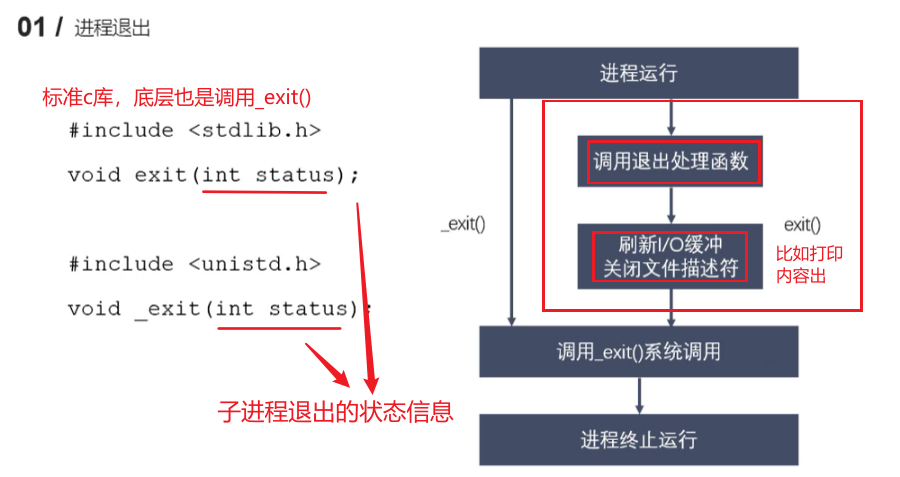 01 / 进程退出
标准c库，底层也是调用_exit()
#include <stdlib.h>
void exit(int status);
#include <unistd.h>
void _exit(int status);
子进程退出的状态信息
进程运行
调用退出处理函数
_exit()
exit()
刷新I/O缓冲
关闭文件描述符
比如打印
内容出
调用_exit()系统调用
进程终止运行